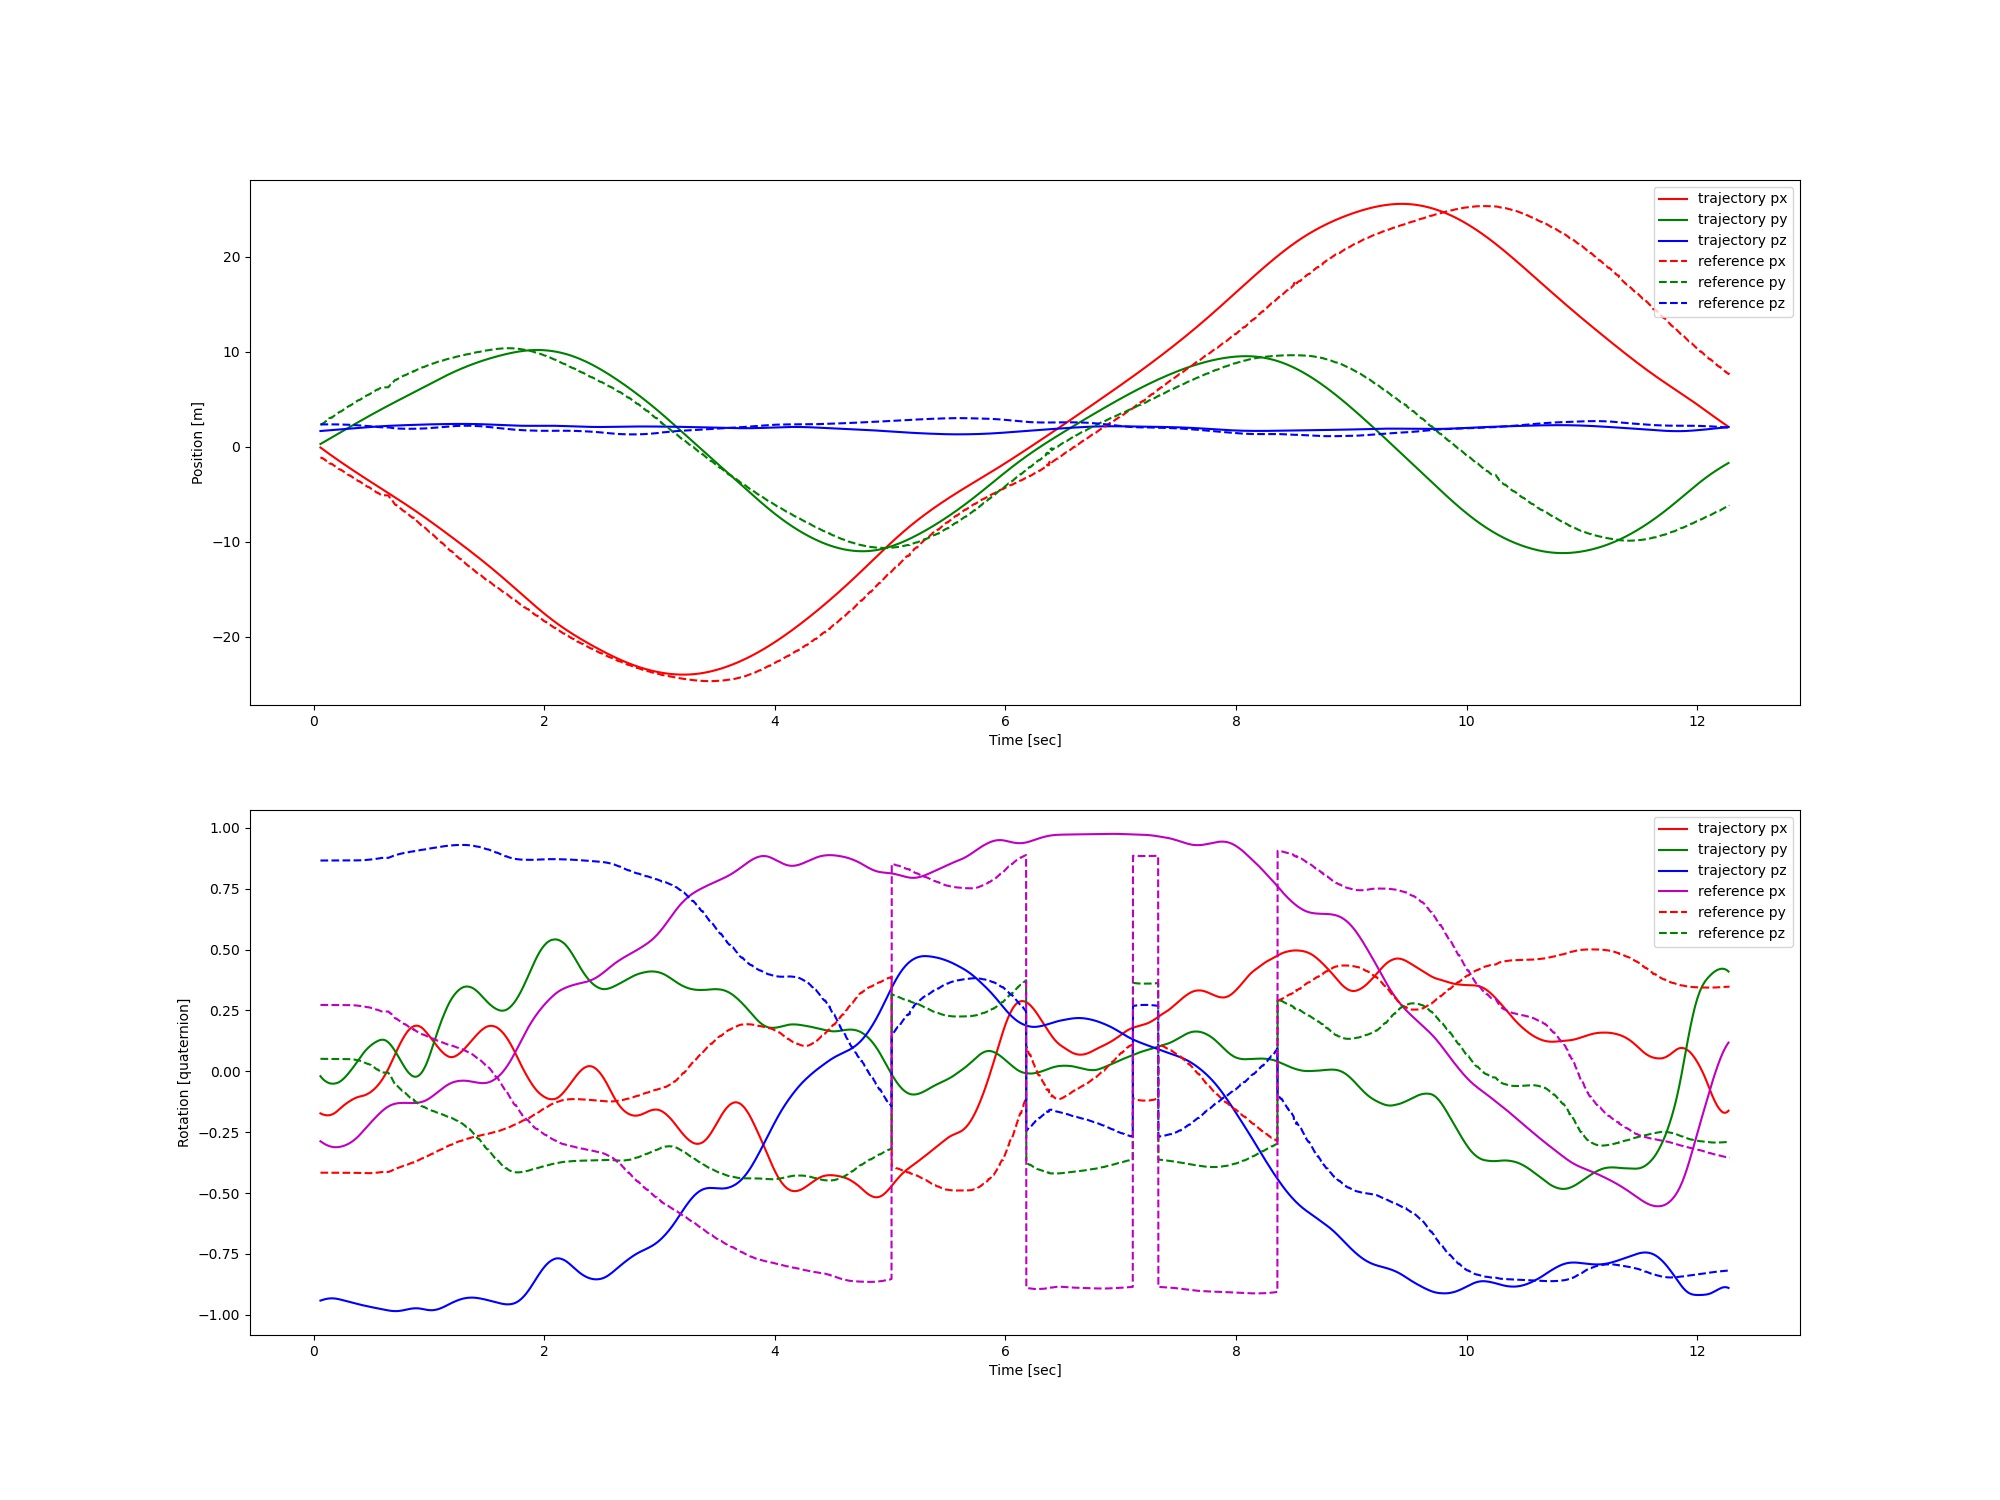 20
10
0
−10
−20
Position [m]
trajectory px
trajectory py
trajectory pz
reference px
reference py
reference pz
0 2 4 6 8 10 12
Time [sec]
1.00
0.75
0.50
0.25
0.00
−0.25
−0.50
−0.75
−1.00
Rotation [quaternion]
trajectory px
trajectory py
trajectory pz
reference px
reference py
reference pz
0 2 4 6 8 10 12
Time [sec]